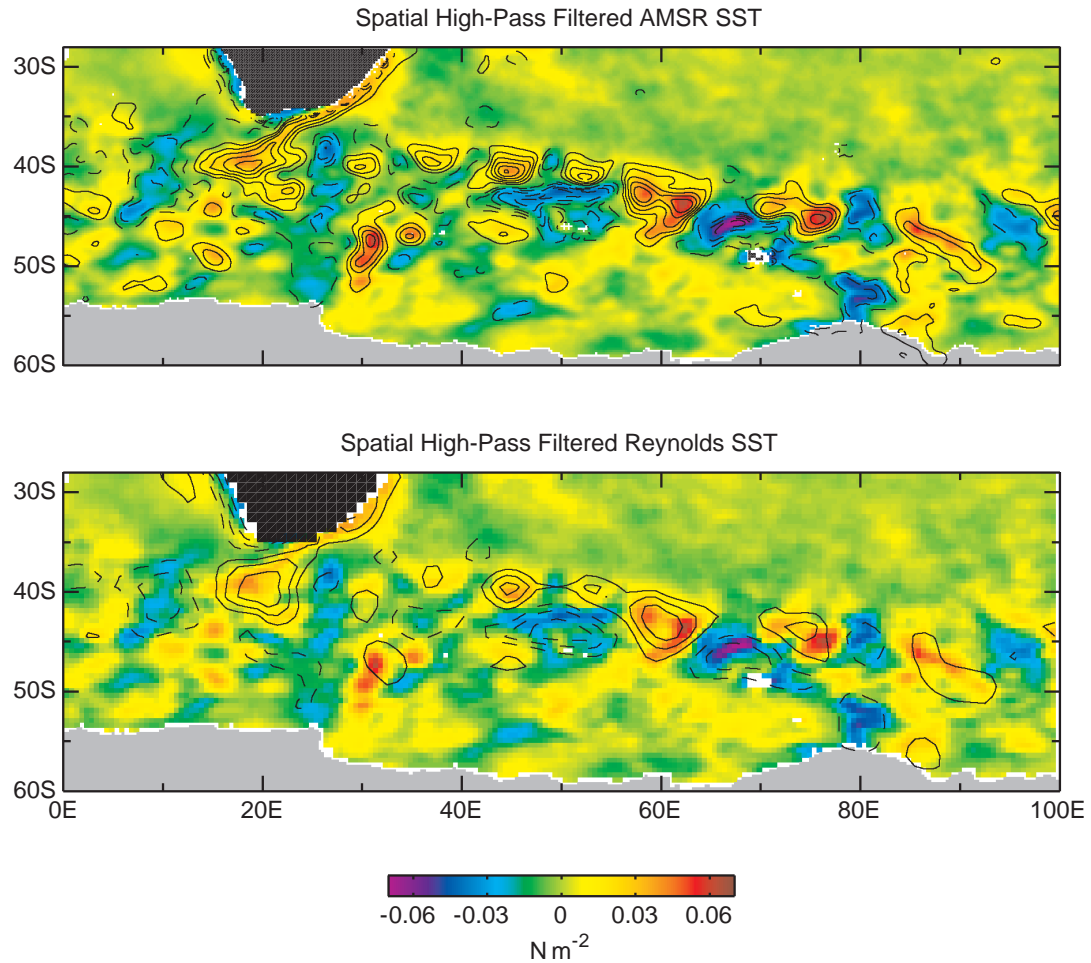 Spatial High-Pass Filtered AMSR SST
30S
40S
50S
60S
Spatial High-Pass Filtered Reynolds SST
30S
40S
50S
60S
0E 20E 40E 60E 80E 100E
-0.06 -0.03 0 0.03 0.06
N m⁻²